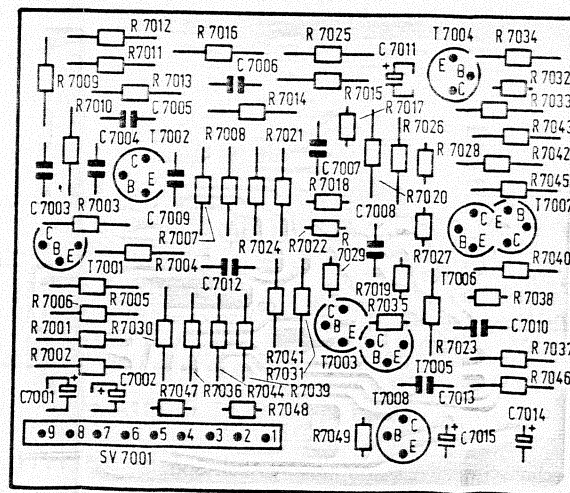 R 7012
R 7016
R 7025
T 7004
R 7034
R 7011
C 7006
C 7011
R 7032
R 7009
R 7013
R 7033
E
B
C
R 7010
C 7005
R 7014
R 7015
R 7017
R 7043
C 7004
T 7002
R 7008
R 7021
R 7026
R 7028
R 7042
C
B
E
C 7007
R 7018
R 7045
R 7020
C 7003
R 7003
C 7009
C 7008
T 7007
R 7007
R 7024
R 7022
R 7029
R 7027
C
B
E
C
B
E
C
B
E
T 7001
R 7004
C 7012
R 7019
T 7006
R 7040
R 7006
R 7005
R 7035
R 7038
R 7001
R 7030
C
B
E
R 7002
R 7041
R 7031
T 7003
C
B
E
R 7023
C 7010
R 7037
C 7001
C 7002
R 7047
R 7036
R 7044
R 7039
T 7005
C 7013
R 7046
R 7048
T 7008
C 7014
R 7049
C
B
E
C 7015
9 8 7 6 5 4 3 2 1
SV 7001